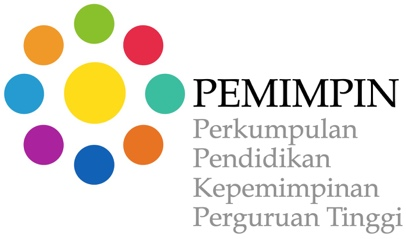 PEMIMPIN
Perkumpulan
Pendidikan
Kepemimpinan
Perguruan Tinggi